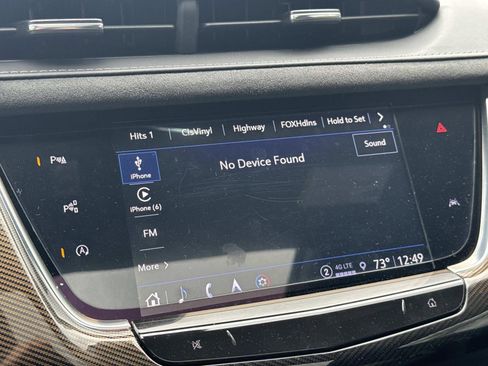 Hits 1 ClsVinyl Highway FOXHdlns Hold to Set
No Device Found
Sound
iPhone
iPhone (6)
FM
More
2 4G LTE 73° 12:49